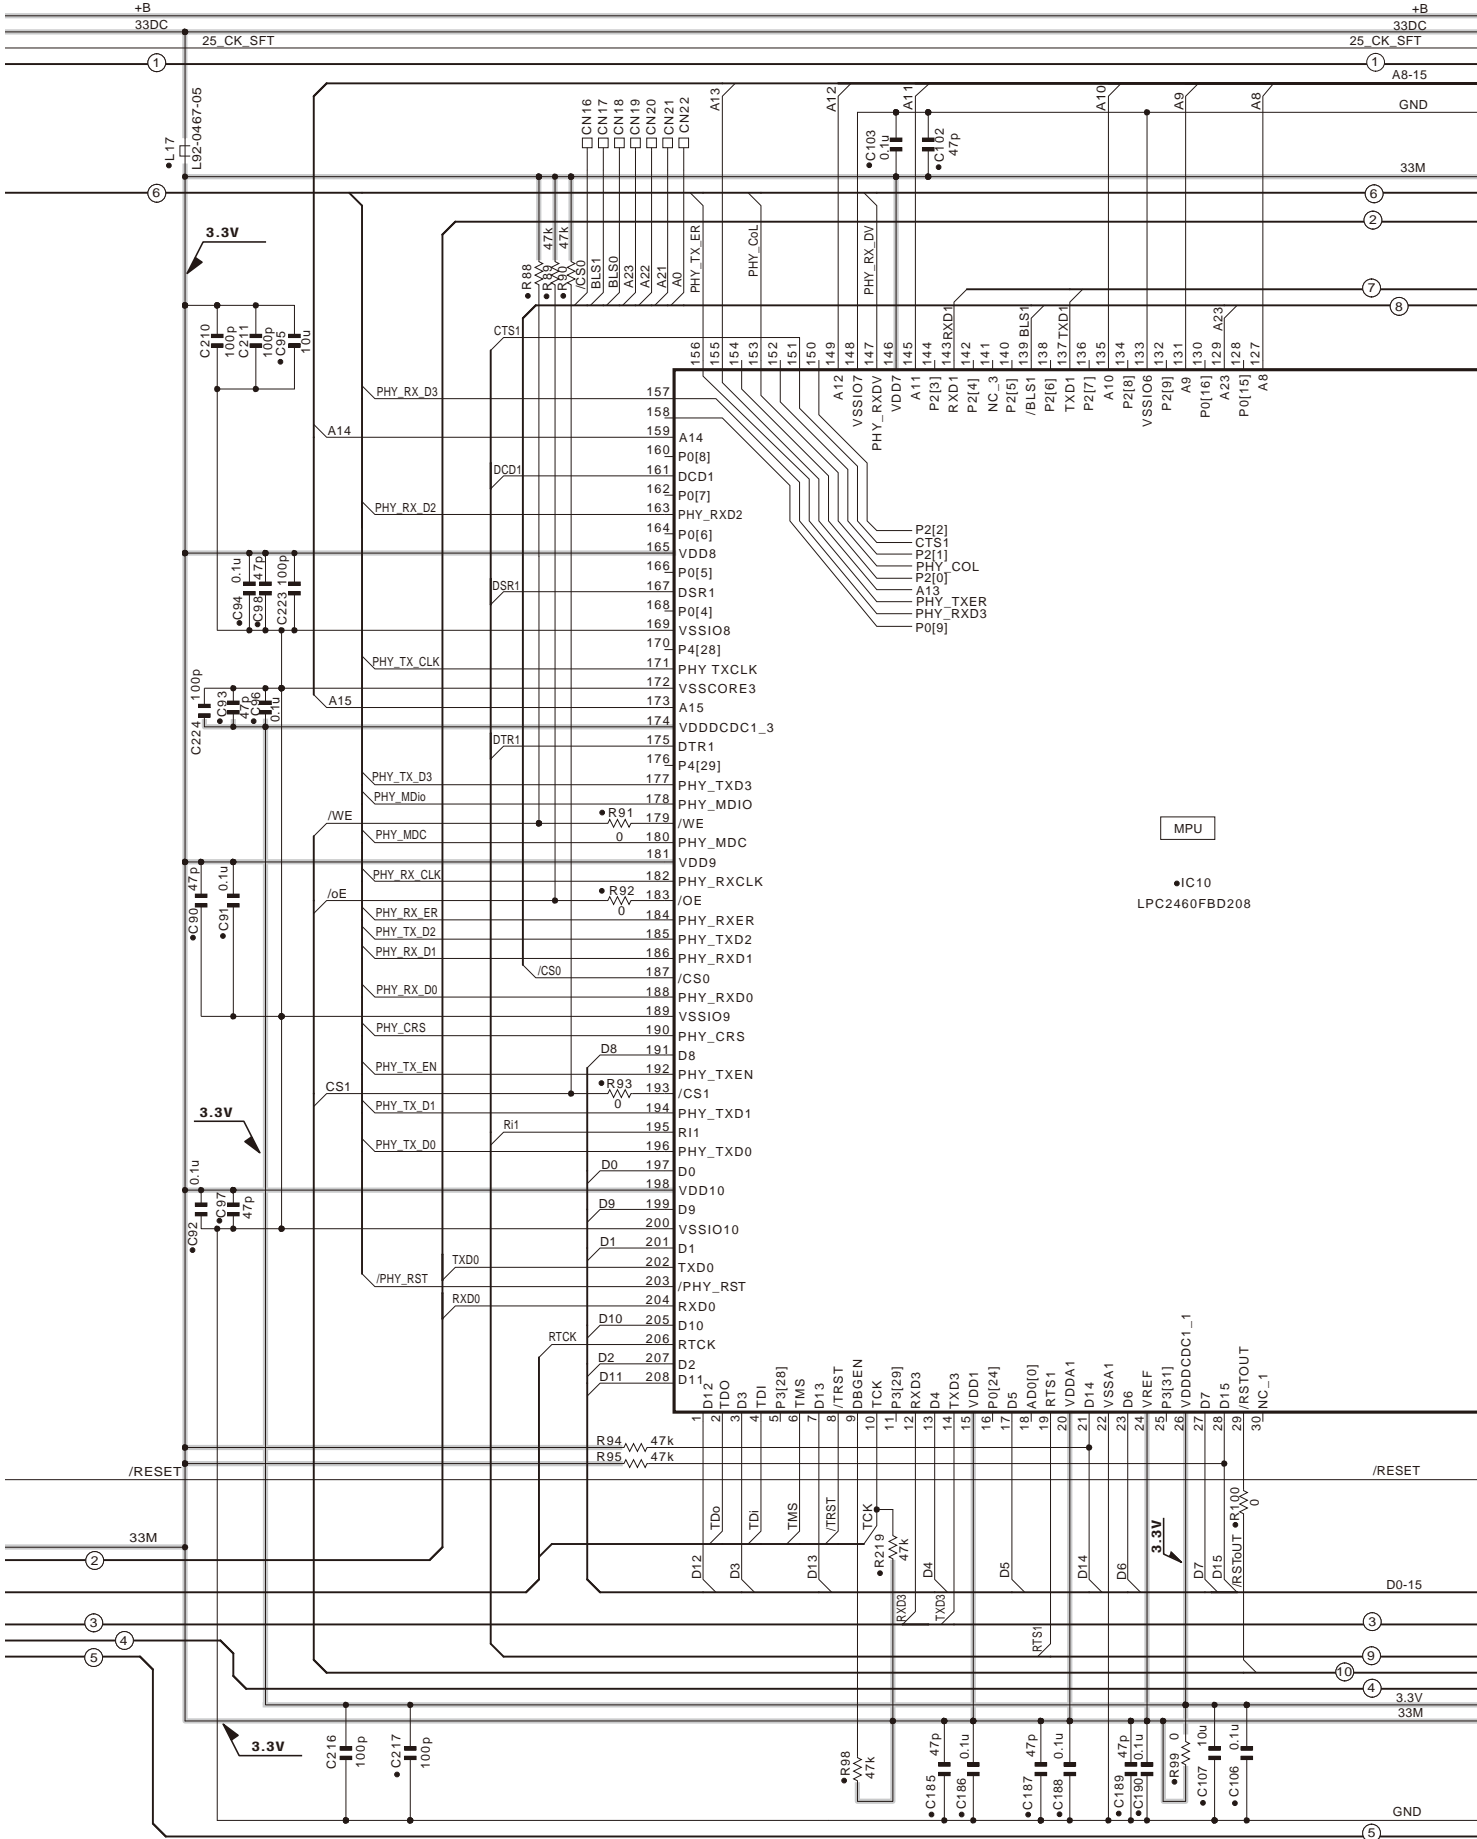 +B
+B
33DC
33DC
25_CK_SFT
25_CK_SFT
1
1
A8-15
GND
A13
A12
A11
A10
A9
A8
CN16
CN17
CN18
CN19
CN20
CN21
CN22
L17
L92-0467-05
C103
0.1u
C102
47p
33M
6
6
2
3.3V
R88
R89
47k
R90
47k
/CS0
BLS1
BLS0
A23
A22
A21
A0
PHY_TX_ER
PHY_CoL
PHY_RX_DV
7
8
C210
100p
C211
100p
C95
10u
CTS1
RXD1
BLS1
TXD1
A23
156
155
154
153
152
151
150
149
148
147
146
145
144
143
142
141
140
139
138
137
136
135
134
133
132
131
130
129
128
127
A12
VSSIO7
PHY_RXDV
VDD7
A11
P2[3]
RXD1
P2[4]
NC_3
P2[5]
/BLS1
P2[6]
TXD1
P2[7]
A10
P2[8]
VSSIO6
P2[9]
A9
P0[16]
A23
P0[15]
A8
PHY_RX_D3
157
158
A14
159
A14
160
P0[8]
DCD1
161
DCD1
162
P0[7]
PHY_RX_D2
163
PHY_RXD2
164
P0[6]
165
VDD8
166
P0[5]
DSR1
167
DSR1
168
P0[4]
169
VSSIO8
170
P4[28]
PHY_TX_CLK
171
PHY TXCLK
172
VSSCORE3
A15
173
A15
174
VDDDCDC1_3
DTR1
175
DTR1
176
P4[29]
PHY_TX_D3
177
PHY_TXD3
PHY_MDio
178
PHY_MDIO
/WE
R91
0
179
/WE
PHY_MDC
180
PHY_MDC
181
VDD9
PHY_RX_CLK
182
PHY_RXCLK
/oE
R92
0
183
/OE
PHY_RX_ER
184
PHY_RXER
PHY_TX_D2
185
PHY_TXD2
PHY_RX_D1
186
PHY_RXD1
/CS0
187
/CS0
PHY_RX_D0
188
PHY_RXD0
189
VSSIO9
PHY_CRS
190
PHY_CRS
D8
191
D8
PHY_TX_EN
192
PHY_TXEN
CS1
R93
0
193
/CS1
PHY_TX_D1
194
PHY_TXD1
Ri1
195
RI1
PHY_TX_D0
196
PHY_TXD0
D0
197
D0
198
VDD10
D9
199
D9
200
VSSIO10
D1
201
D1
TXD0
202
TXD0
/PHY_RST
203
/PHY_RST
RXD0
204
RXD0
D10
205
D10
RTCK
206
RTCK
D2
207
D2
D11
208
D11
P2[2]
CTS1
P2[1]
PHY_COL
P2[0]
A13
PHY_TXER
PHY_RXD3
P0[9]
C94
0.1u
C98
47p
C223
100p
C224
100p
C93
47p
C96
0.1u
C90
47p
C91
0.1u
3.3V
C92
0.1u
C97
47p
MPU
IC10
LPC2460FBD208
D12
TDO
D3
TDI
P3[28]
TMS
D13
/TRST
DBGEN
TCK
P3[29]
RXD3
D4
TXD3
VDD1
P0[24]
D5
AD0[0]
RTS1
VDDA1
D14
VSSA1
D6
VREF
P3[31]
VDDDCDC1_1
D7
D15
/RSTOUT
NC_1
1
2
3
4
5
6
7
8
9
10
11
12
13
14
15
16
17
18
19
20
21
22
23
24
25
26
27
28
29
30
R94
47k
R95
47k
/RESET
/RESET
TDo
TDi
TMS
/TRST
TCK
R219
47k
3.3V
R100
0
33M
2
D12
D3
D13
D4
D5
D14
D6
D7
D15
/RSToUT
D0-15
RXD3
TXD3
3
3
4
RTS1
5
9
10
4
3.3V
33M
3.3V
C216
100p
C217
100p
R98
47k
C185
47p
C186
0.1u
C187
47p
C188
0.1u
C189
47p
C190
0.1u
R99
0
C107
10u
C106
0.1u
GND
5